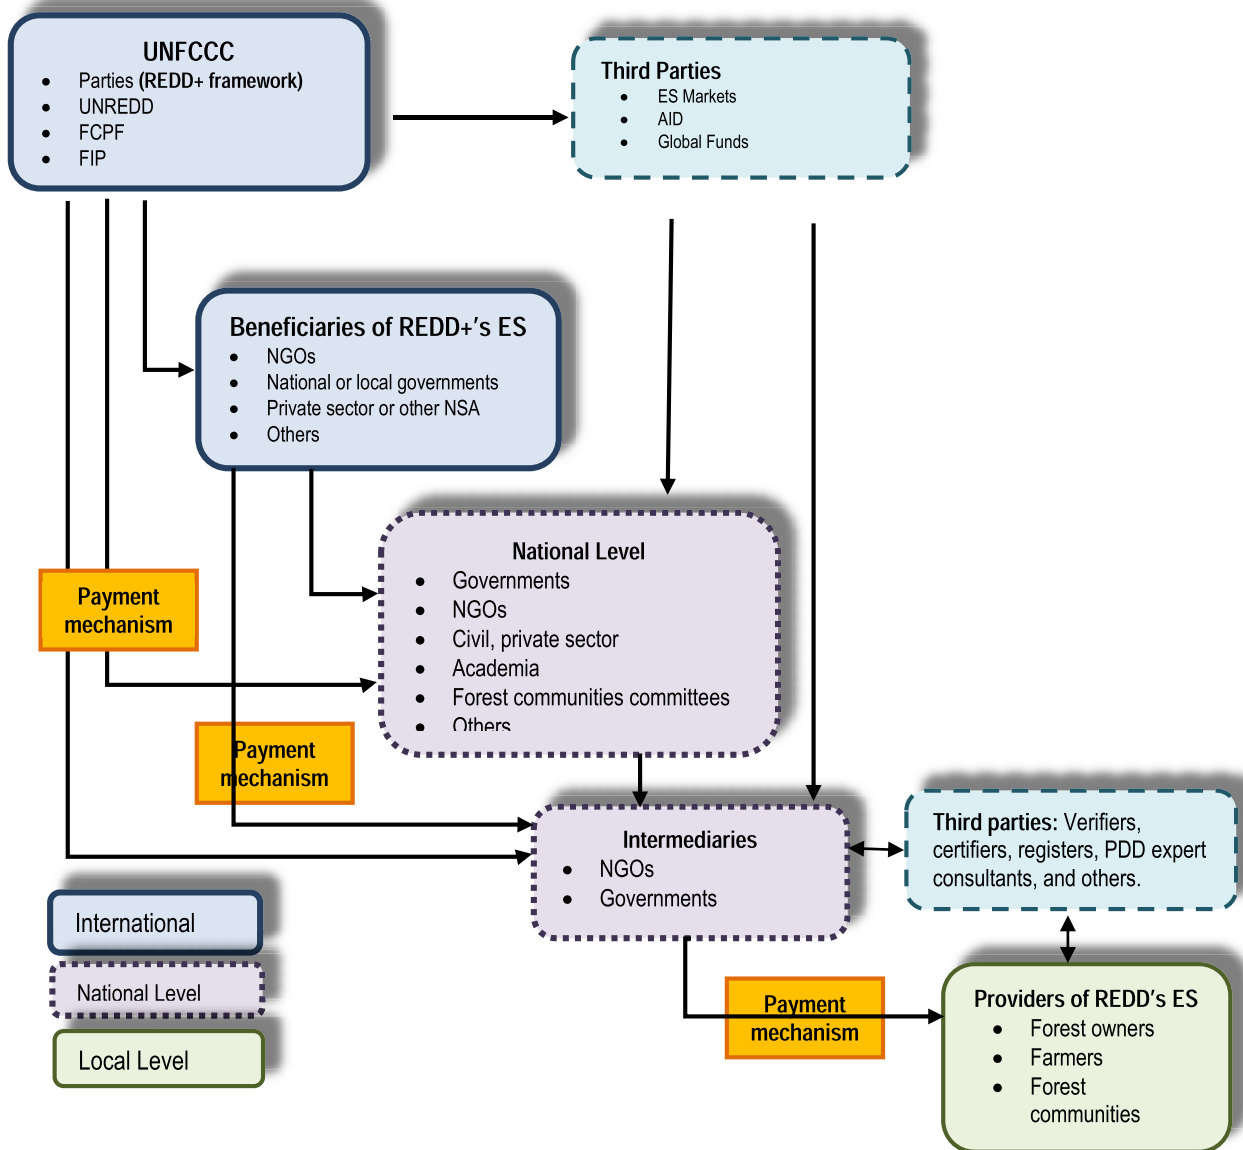 UNFCCC
• Parties (REDD+ framework)
• UNREDD
• FCPF
• FIP
Third Parties
• ES Markets
• AID
• Global Funds
Beneficiaries of REDD+'s ES
• NGOs
• National or local governments
• Private sector or other NSA
• Others
National Level
• Governments
• NGOs
• Civil, private sector
• Academia
• Forest communities committees
• Others
Payment
mechanism
Payment
mechanism
Intermediaries
• NGOs
• Governments
Third parties: Verifiers,
certifiers, registers, PDD expert
consultants, and others.
Payment
mechanism
Providers of REDD's ES
• Forest owners
• Farmers
• Forest
communities
International
National Level
Local Level